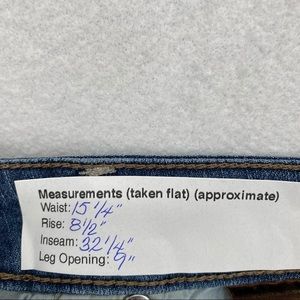 Measurements (taken flat) (approximate)
Waist: 15 1/4"
Rise: 8 1/2"
Inseam: 32 1/4"
Leg Opening: 9"